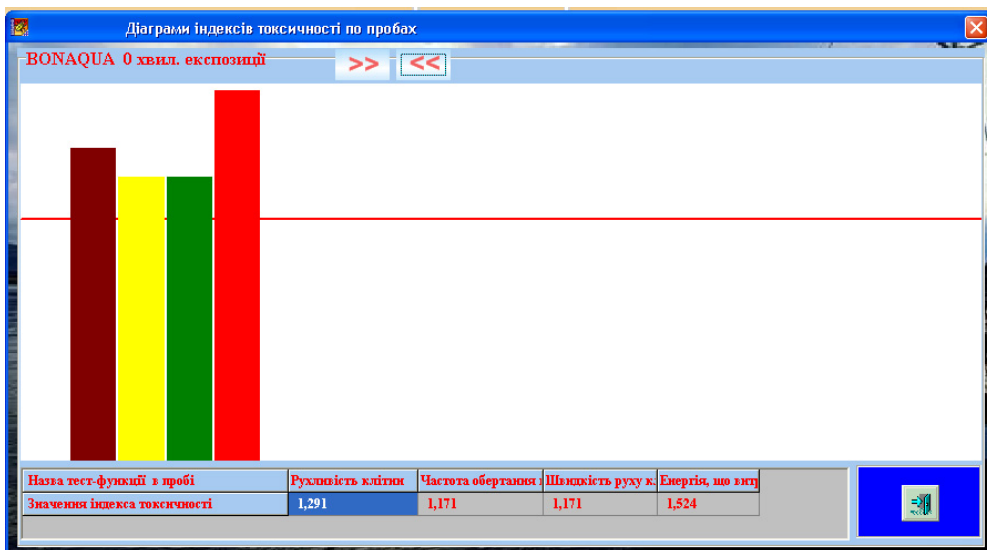 Діаграми індексів токсичності по пробах
BONAQUA 0 хвил. експозиції
>> <<
Назва тест-функції в пробі Рухливість клітин Частота обертання Швидкість руху к. Енергія, що
Значення індекса токсичності 1,291 1,171 1,171 1,524